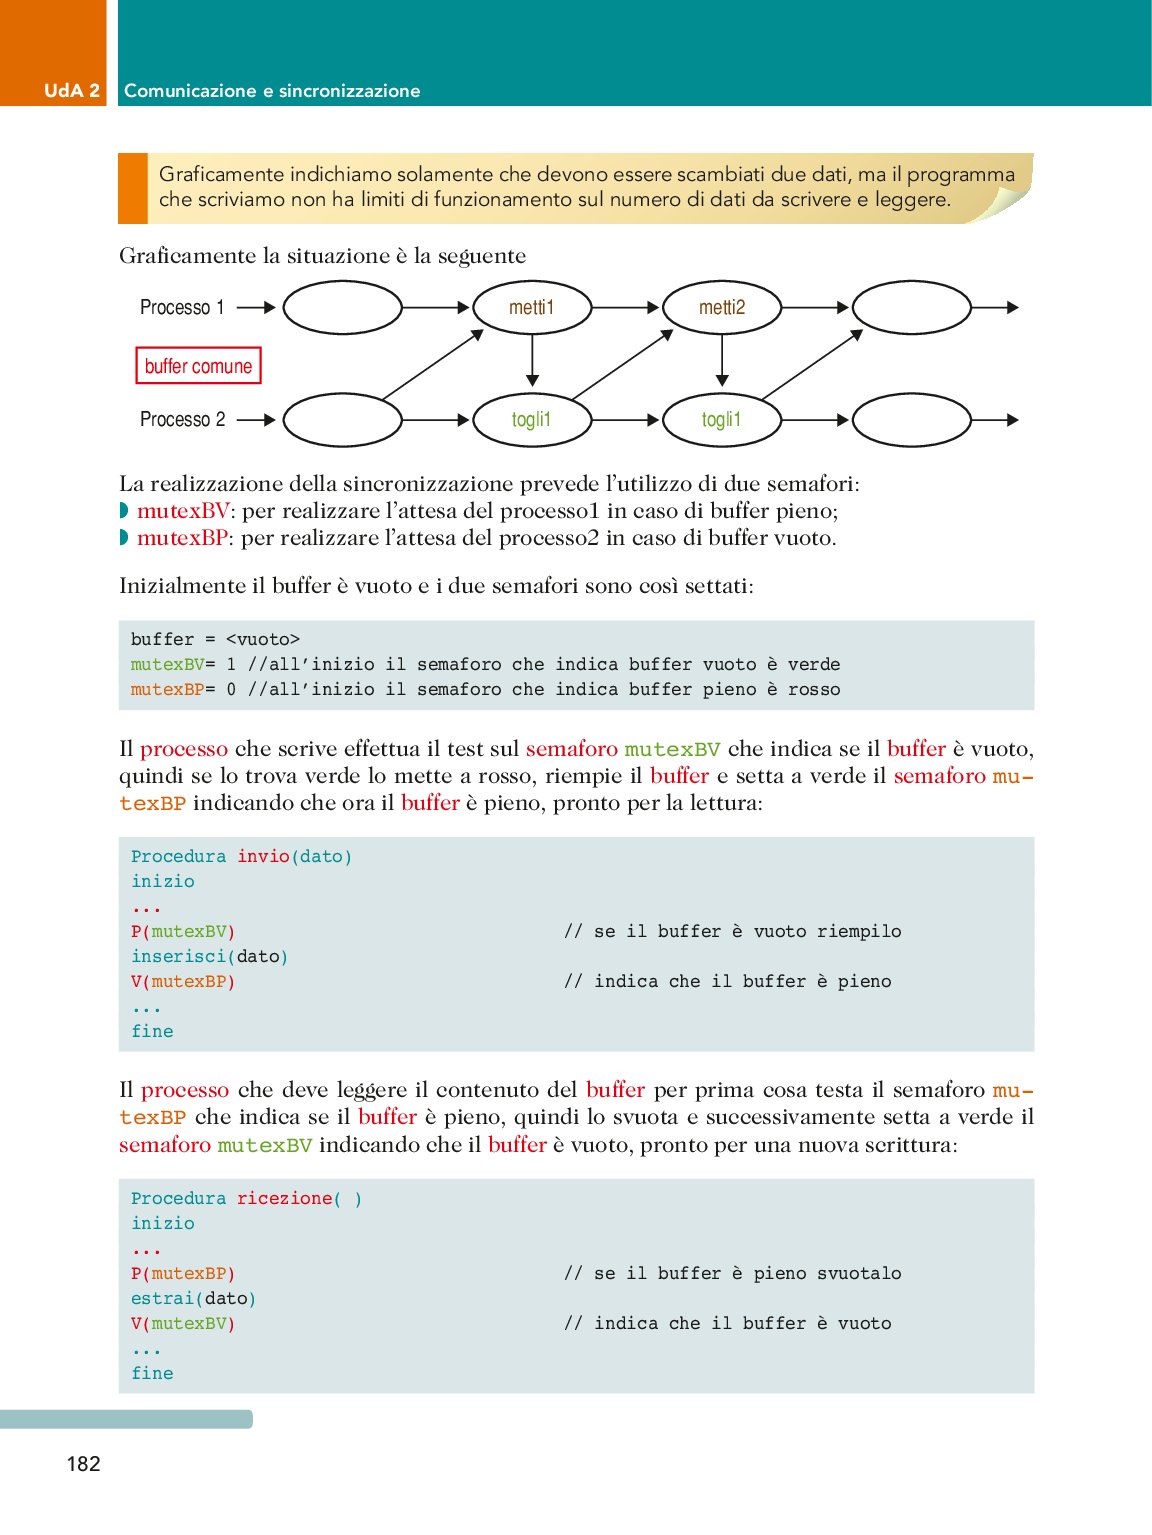 UdA 2 Comunicazione e sincronizzazione
Graficamente indichiamo solamente che devono essere scambiati due dati, ma il programma
che scriviamo non ha limiti di funzionamento sul numero di dati da scrivere e leggere.
Graficamente la situazione è la seguente
Processo 1 metti1 metti2
buffer comune
Processo 2 togli1 togli1
La realizzazione della sincronizzazione prevede l’utilizzo di due semafori:
◗ mutexBV: per realizzare l’attesa del processo1 in caso di buffer pieno;
◗ mutexBP: per realizzare l’attesa del processo2 in caso di buffer vuoto.
Inizialmente il buffer è vuoto e i due semafori sono così settati:
buffer = <vuoto>
mutexBV= 1 //all’inizio il semaforo che indica buffer vuoto è verde
mutexBP= 0 //all’inizio il semaforo che indica buffer pieno è rosso
Il processo che scrive effettua il test sul semaforo mutexBV che indica se il buffer è vuoto,
quindi se lo trova verde lo mette a rosso, riempie il buffer e setta a verde il semaforo mu-
texBP indicando che ora il buffer è pieno, pronto per la lettura:
Procedura invio(dato)
inizio
...
P(mutexBV) // se il buffer è vuoto riempilo
inserisci(dato)
V(mutexBP) // indica che il buffer è pieno
...
fine
Il processo che deve leggere il contenuto del buffer per prima cosa testa il semaforo mu-
texBP che indica se il buffer è pieno, quindi lo svuota e successivamente setta a verde il
semaforo mutexBV indicando che il buffer è vuoto, pronto per una nuova scrittura:
Procedura ricezione( )
inizio
...
P(mutexBP) // se il buffer è pieno svuotalo
estrai(dato)
V(mutexBV) // indica che il buffer è vuoto
...
fine
182